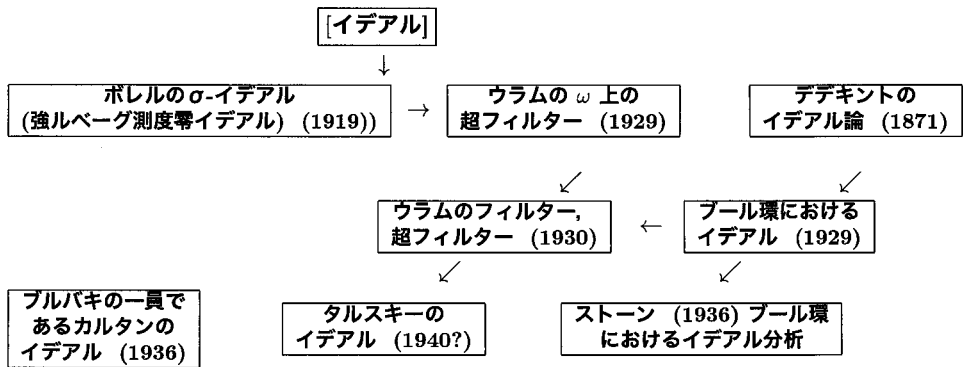 [イデアル]
↓
ボレルのσ-イデアル
(強ルベーグ測度零イデアル) (1919))
→
ウラムの ω 上の
超フィルター (1929)
デデキントの
イデアル論 (1871)
↙ ↙
ウラムのフィルター,
超フィルター (1930)
←
ブール環における
イデアル (1929)
↙ ↙
ブルバキの一員で
あるカルタンの
イデアル (1936)
タルスキーの
イデアル (1940?)
ストーン (1936) ブール環
におけるイデアル分析